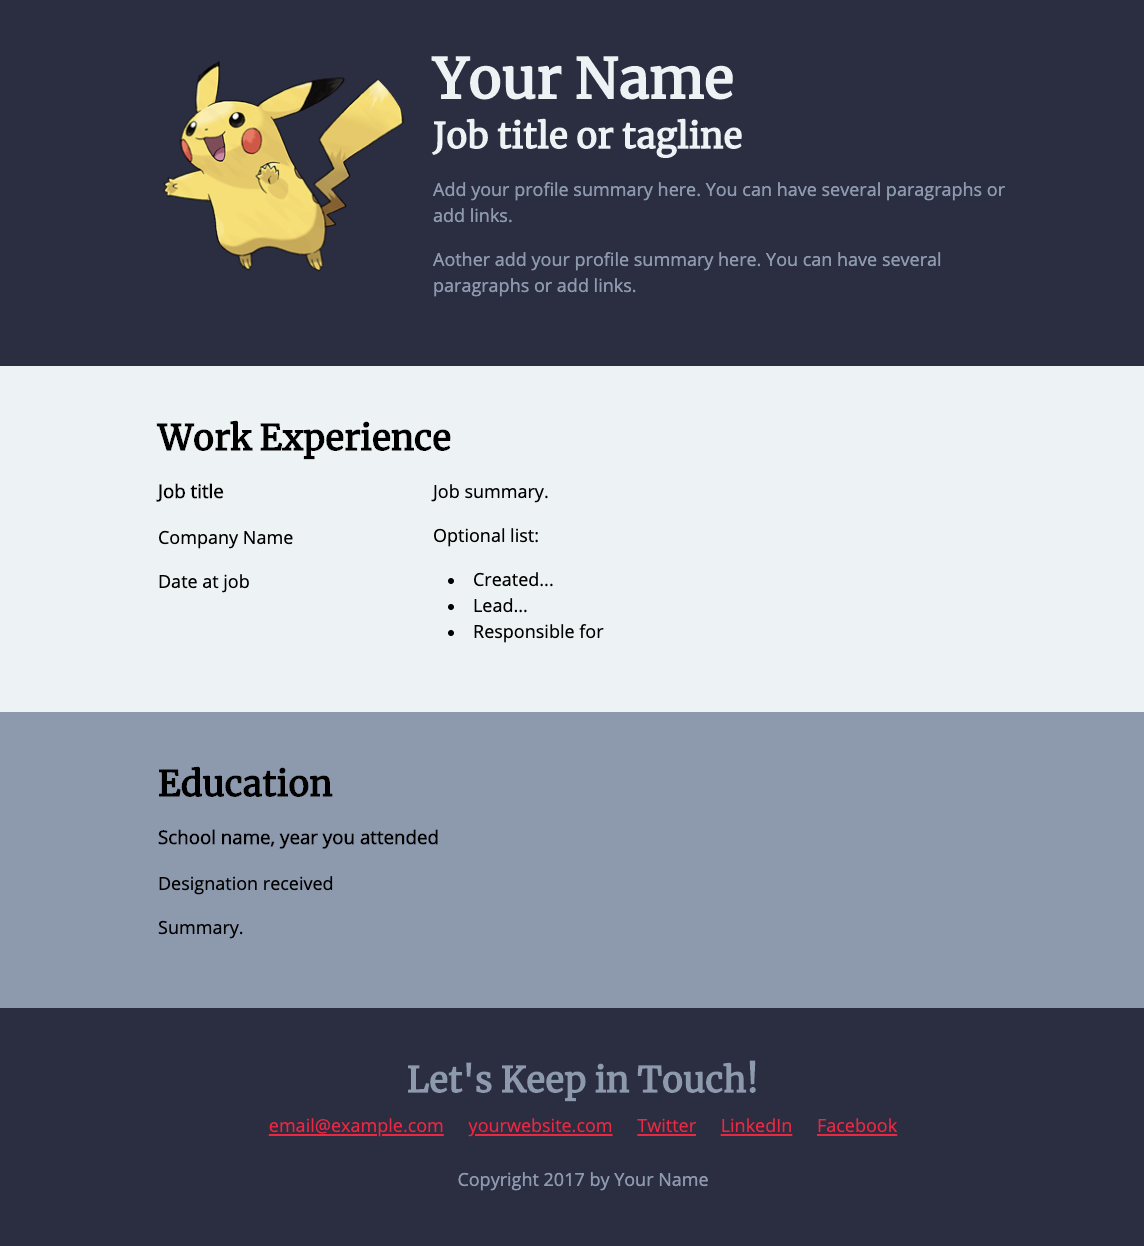 Your Name
Job title or tagline
Add your profile summary here. You can have several paragraphs or
add links.
Aother add your profile summary here. You can have several
paragraphs or add links.
Work Experience
Job title
Company Name
Date at job
Job summary.
Optional list:
• Created...
• Lead...
• Responsible for
Education
School name, year you attended
Designation received
Summary.
Let's Keep in Touch!
email@example.com yourwebsite.com Twitter LinkedIn Facebook
Copyright 2017 by Your Name